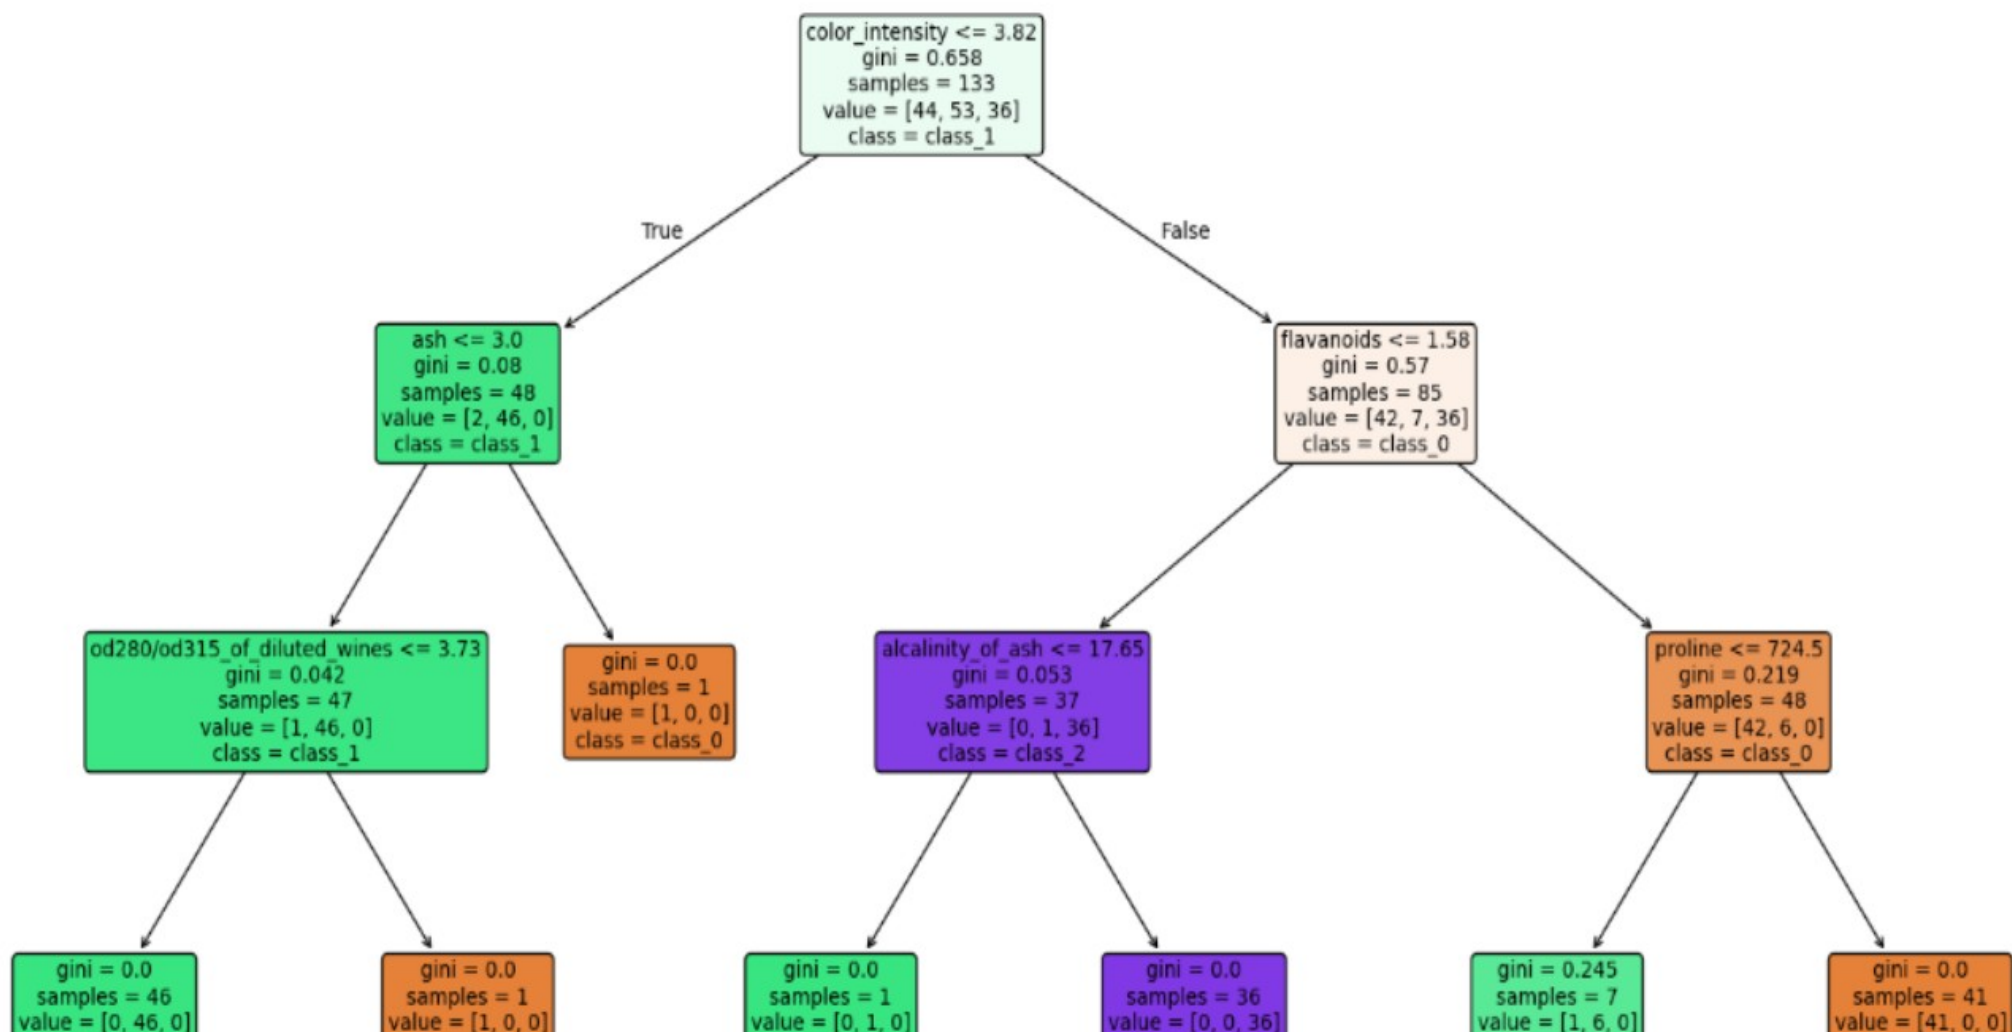 color_intensity <= 3.82
gini = 0.658
samples = 133
value = [44, 53, 36]
class = class_1
True
False
ash <= 3.0
gini = 0.08
samples = 48
value = [2, 46, 0]
class = class_1
flavanoids <= 1.58
gini = 0.57
samples = 85
value = [42, 7, 36]
class = class_0
od280/od315_of_diluted_wines <= 3.73
gini = 0.042
samples = 47
value = [1, 46, 0]
class = class_1
gini = 0.0
samples = 1
value = [1, 0, 0]
class = class_0
alcalinity_of_ash <= 17.65
gini = 0.053
samples = 37
value = [0, 1, 36]
class = class_2
proline <= 724.5
gini = 0.219
samples = 48
value = [42, 6, 0]
class = class_0
gini = 0.0
samples = 46
value = [0, 46, 0]
gini = 0.0
samples = 1
value = [1, 0, 0]
gini = 0.0
samples = 1
value = [0, 1, 0]
gini = 0.0
samples = 36
value = [0, 0, 36]
gini = 0.245
samples = 7
value = [1, 6, 0]
gini = 0.0
samples = 41
value = [41, 0, 0]